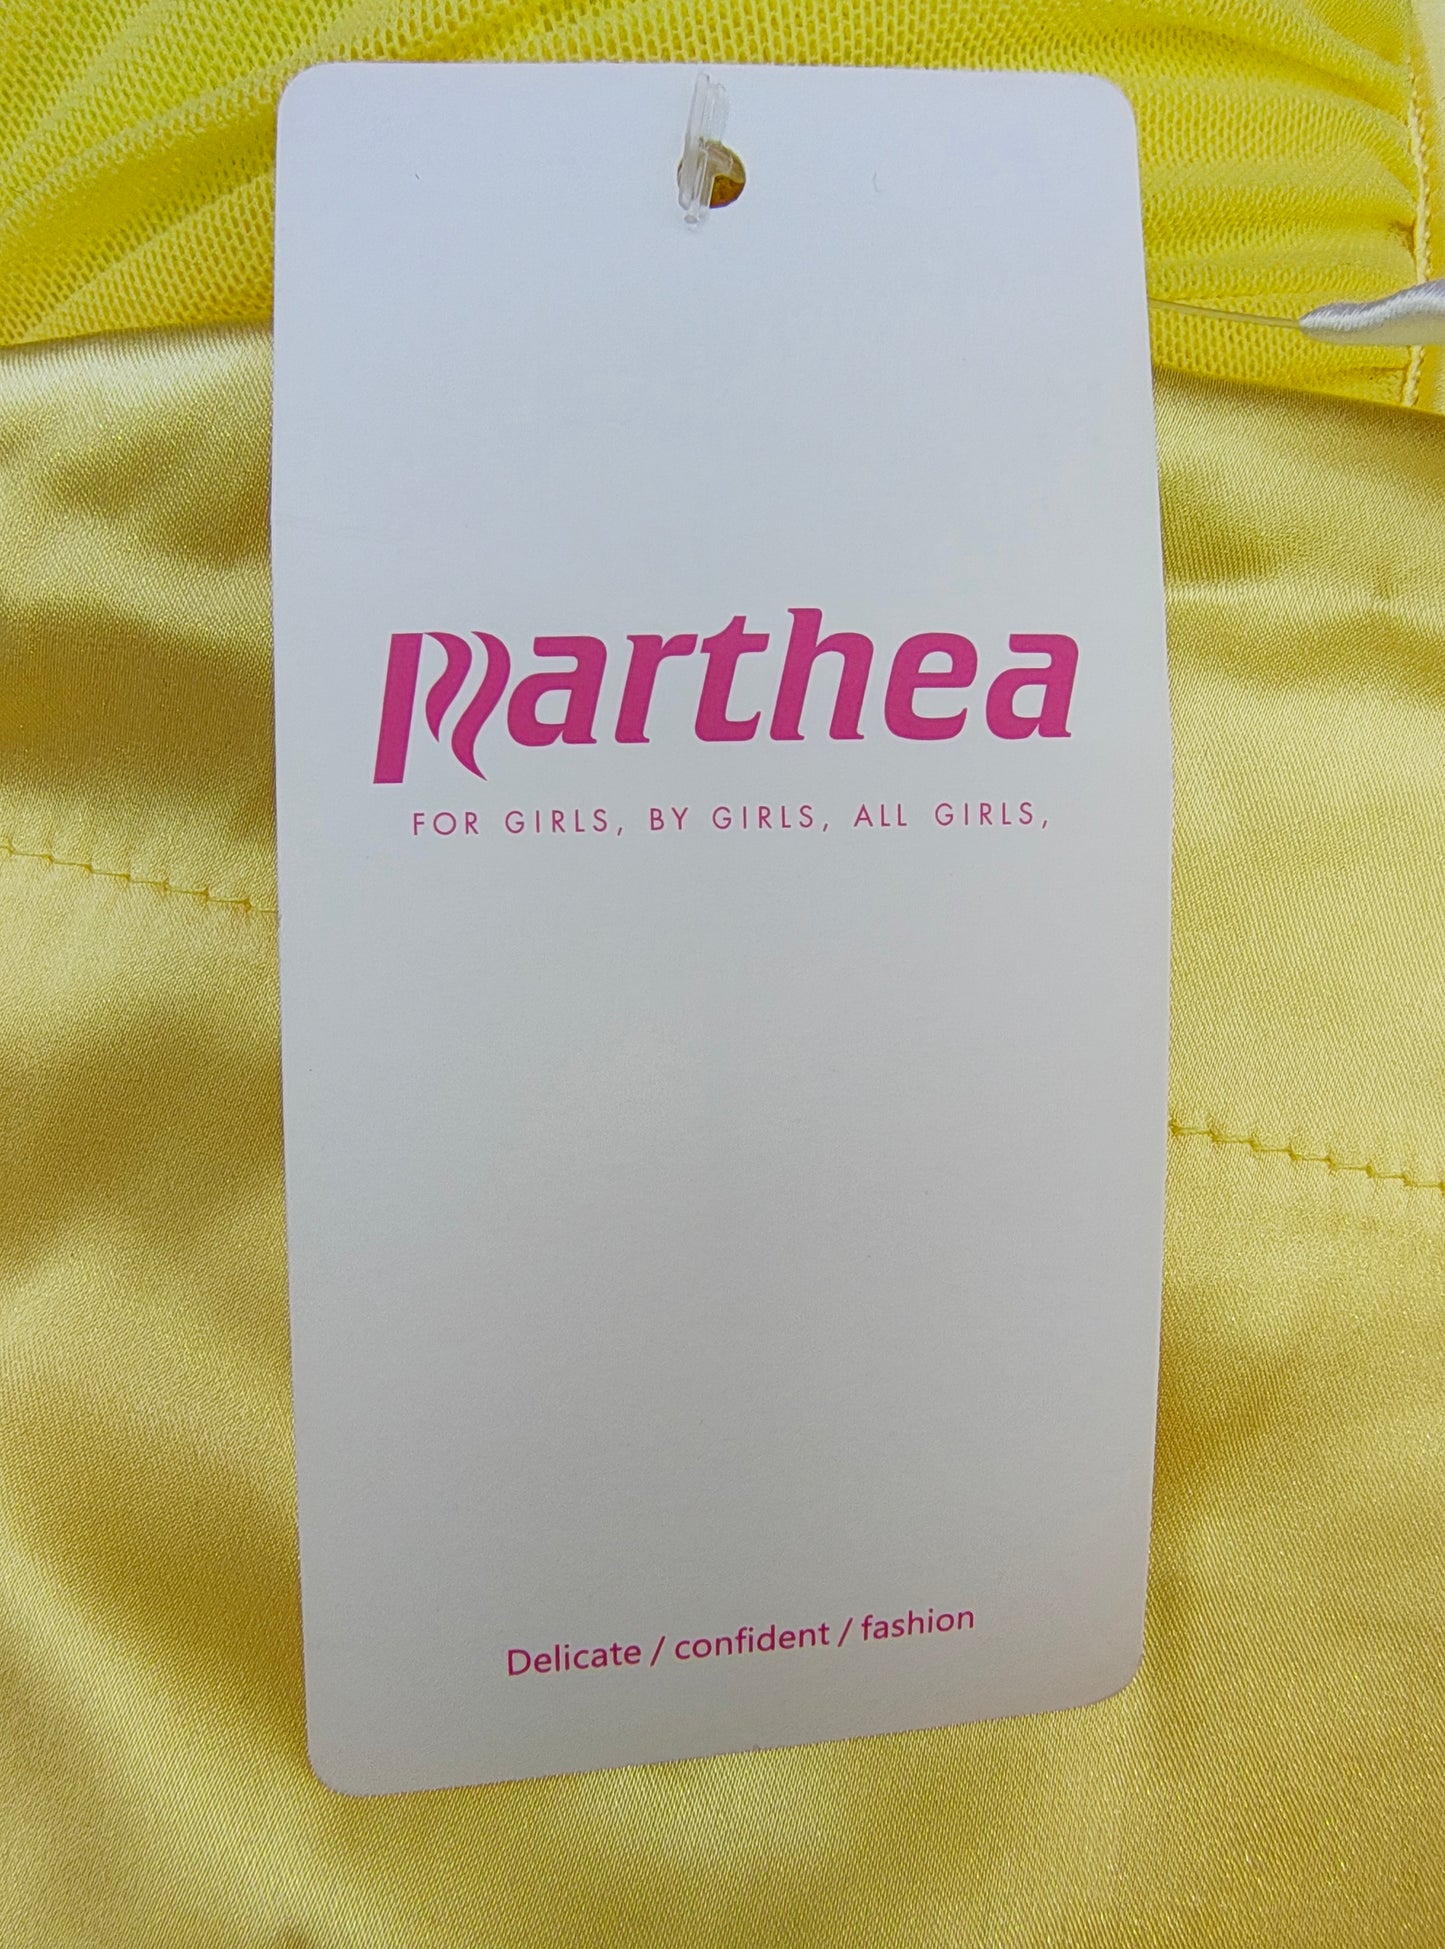 Marthea
FOR GIRLS, BY GIRLS, ALL GIRLS,
Delicate / confident / fashion